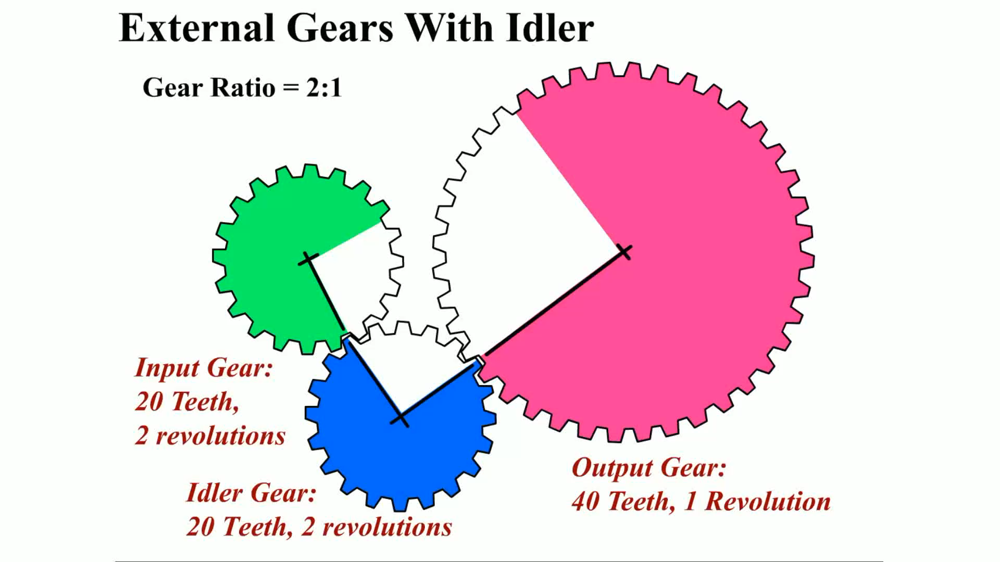 External Gears With Idler
Gear Ratio = 2:1
Input Gear:
20 Teeth,
2 revolutions
Idler Gear:
20 Teeth, 2 revolutions
Output Gear:
40 Teeth, 1 Revolution